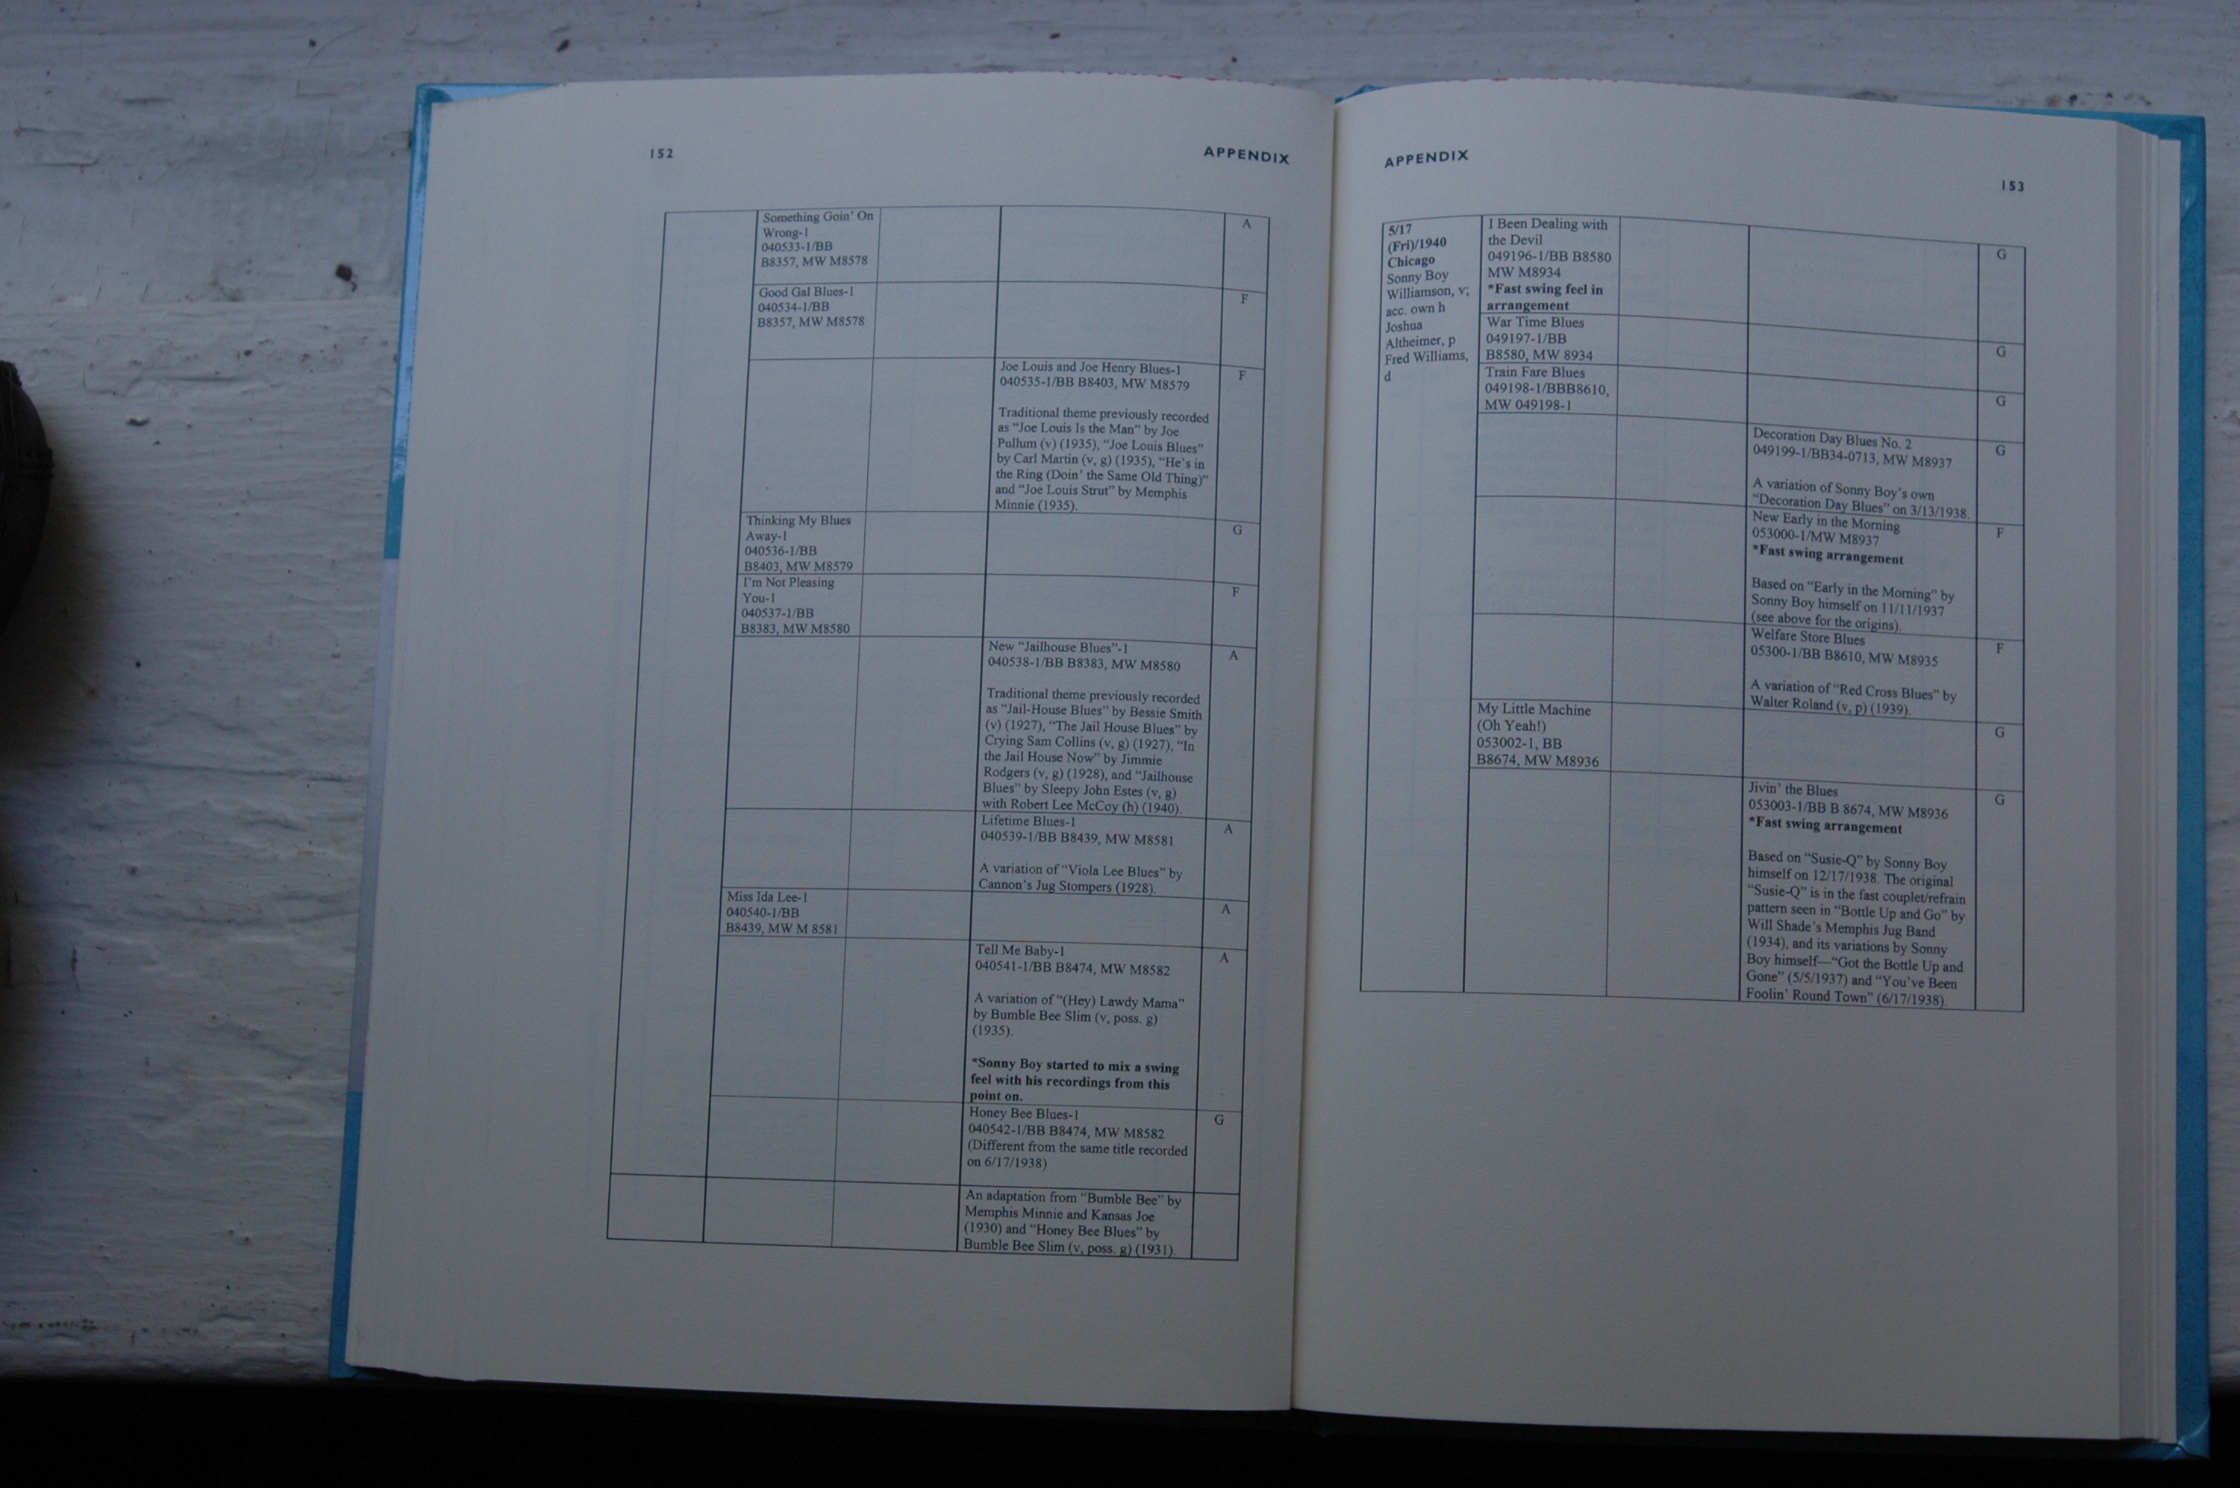 152
APPENDIX
Something Goin' On
Wrong-1
040533-1/BB
B8357, MW M8578
A
Good Gal Blues-1
040534-1/BB
B8357, MW M8578
F
Joe Louis and Joe Henry Blues-1
040535-1/BB B8403, MW M8579
Traditional theme previously recorded
as “Joe Louis Is the Man” by Joe
Pullum (v) (1935), “Joe Louis Blues”
by Carl Martin (v, g) (1935), “He's in
the Ring (Doin' the Same Old Thing)”
and “Joe Louis Strut” by Memphis
Minnie (1935).
F
Thinking My Blues
Away-1
040536-1/BB
B8403, MW M8579
G
I'm Not Pleasing
You-1
040537-1/BB
B8383, MW M8580
F
New “Jailhouse Blues”-1
040538-1/BB B8383, MW M8580
Traditional theme previously recorded
as “Jail-House Blues” by Bessie Smith
(v) (1927), “The Jail House Blues” by
Crying Sam Collins (v, g) (1927), “In
the Jail House Now” by Jimmie
Rodgers (v, g) (1928), and “Jailhouse
Blues” by Sleepy John Estes (v, g)
with Robert Lee McCoy (h) (1940).
A
Lifetime Blues-1
040539-1/BB B8439, MW M8581
A variation of “Viola Lee Blues” by
Cannon's Jug Stompers (1928).
A
Miss Ida Lee-1
040540-1/BB
B8439, MW M 8581
A
Tell Me Baby-1
040541-1/BB B8474, MW M8582
A variation of “(Hey) Lawdy Mama”
by Bumble Bee Slim (v, poss. g)
(1935).
*Sonny Boy started to mix a swing
feel with his recordings from this
point on.
A
Honey Bee Blues-1
040542-1/BB B8474, MW M8582
(Different from the same title recorded
on 6/17/1938)
G
An adaptation from “Bumble Bee” by
Memphis Minnie and Kansas Joe
(1930) and “Honey Bee Blues” by
Bumble Bee Slim (v, poss. g) (1931).
APPENDIX
153
5/17
(Fri)/1940
Chicago
Sonny Boy
Williamson, v;
acc. own h
Joshua
Altheimer, p
Fred Williams,
d
I Been Dealing with
the Devil
049196-1/BB B8580
MW M8934
*Fast swing feel in
arrangement
G
War Time Blues
049197-1/BB
B8580, MW 8934
G
Train Fare Blues
049198-1/BBB8610,
MW 049198-1
G
Decoration Day Blues No. 2
049199-1/BB34-0713, MW M8937
A variation of Sonny Boy's own
“Decoration Day Blues” on 3/13/1938.
G
New Early in the Morning
053000-1/MW M8937
*Fast swing arrangement
Based on “Early in the Morning” by
Sonny Boy himself on 11/11/1937
(see above for the origins).
F
Welfare Store Blues
05300-1/BB B8610, MW M8935
A variation of “Red Cross Blues” by
Walter Roland (v, p) (1939).
F
My Little Machine
(Oh Yeah!)
053002-1, BB
B8674, MW M8936
G
Jivin' the Blues
053003-1/BB B 8674, MW M8936
*Fast swing arrangement
Based on “Susie-Q” by Sonny Boy
himself on 12/17/1938. The original
“Susie-Q” is in the fast couplet/refrain
pattern seen in “Bottle Up and Go” by
Will Shade's Memphis Jug Band
(1934), and its variations by Sonny
Boy himself—“Got the Bottle Up and
Gone” (5/5/1937) and “You've Been
Foolin' Round Town” (6/17/1938).
G